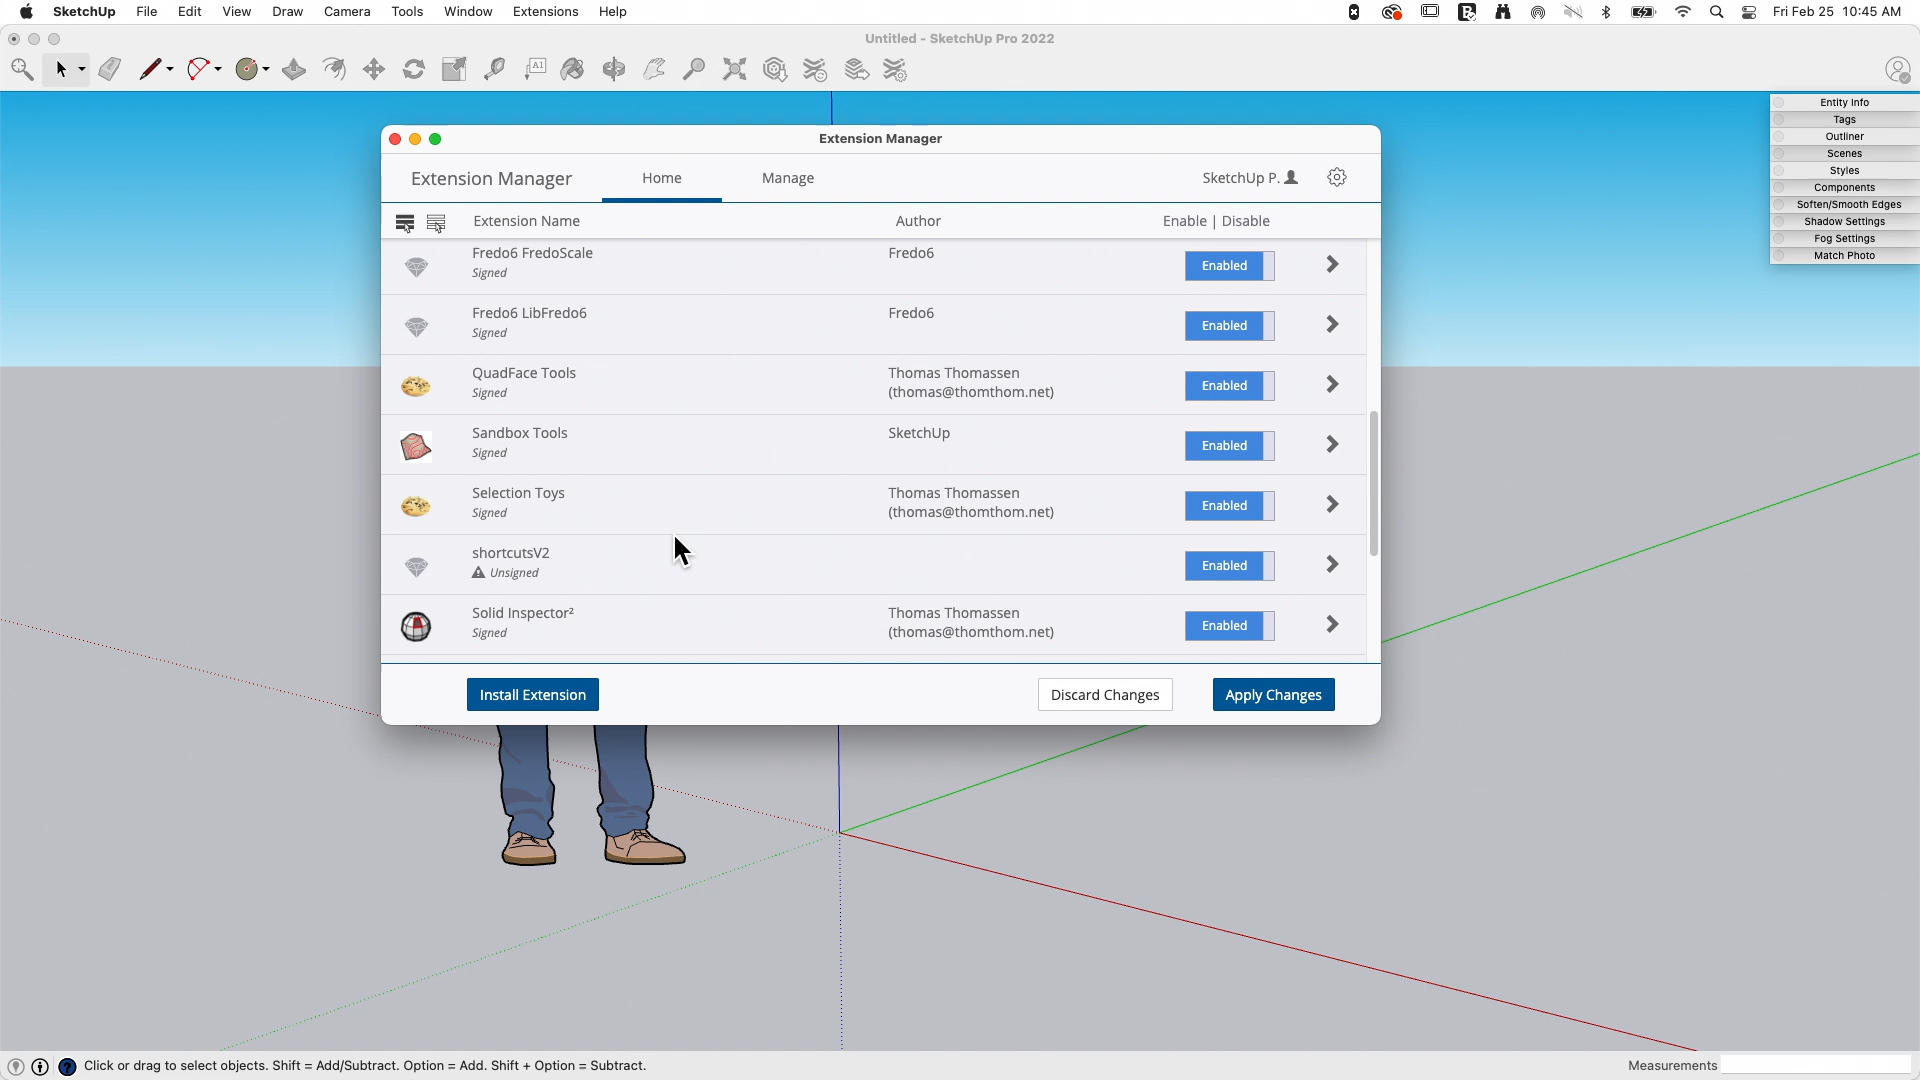 SketchUp File Edit View Draw Camera Tools Window Extensions Help Fri Feb 25 10:45 AM
Untitled - SketchUp Pro 2022
A1
Entity Info
Tags
Outliner
Scenes
Styles
Components
Soften/Smooth Edges
Shadow Settings
Fog Settings
Match Photo
Extension Manager
Extension Manager Home Manage SketchUp P.
Extension Name Author Enable | Disable
Fredo6 FredoScale Fredo6 Enabled
Signed
Fredo6 LibFredo6 Fredo6 Enabled
Signed
QuadFace Tools Thomas Thomassen Enabled
Signed (thomas@thomthom.net)
Sandbox Tools SketchUp Enabled
Signed
Selection Toys Thomas Thomassen Enabled
Signed (thomas@thomthom.net)
shortcutsV2 Enabled
Unsigned
Solid Inspector² Thomas Thomassen Enabled
Signed (thomas@thomthom.net)
Install Extension Discard Changes Apply Changes
Click or drag to select objects. Shift = Add/Subtract. Option = Add. Shift + Option = Subtract. Measurements